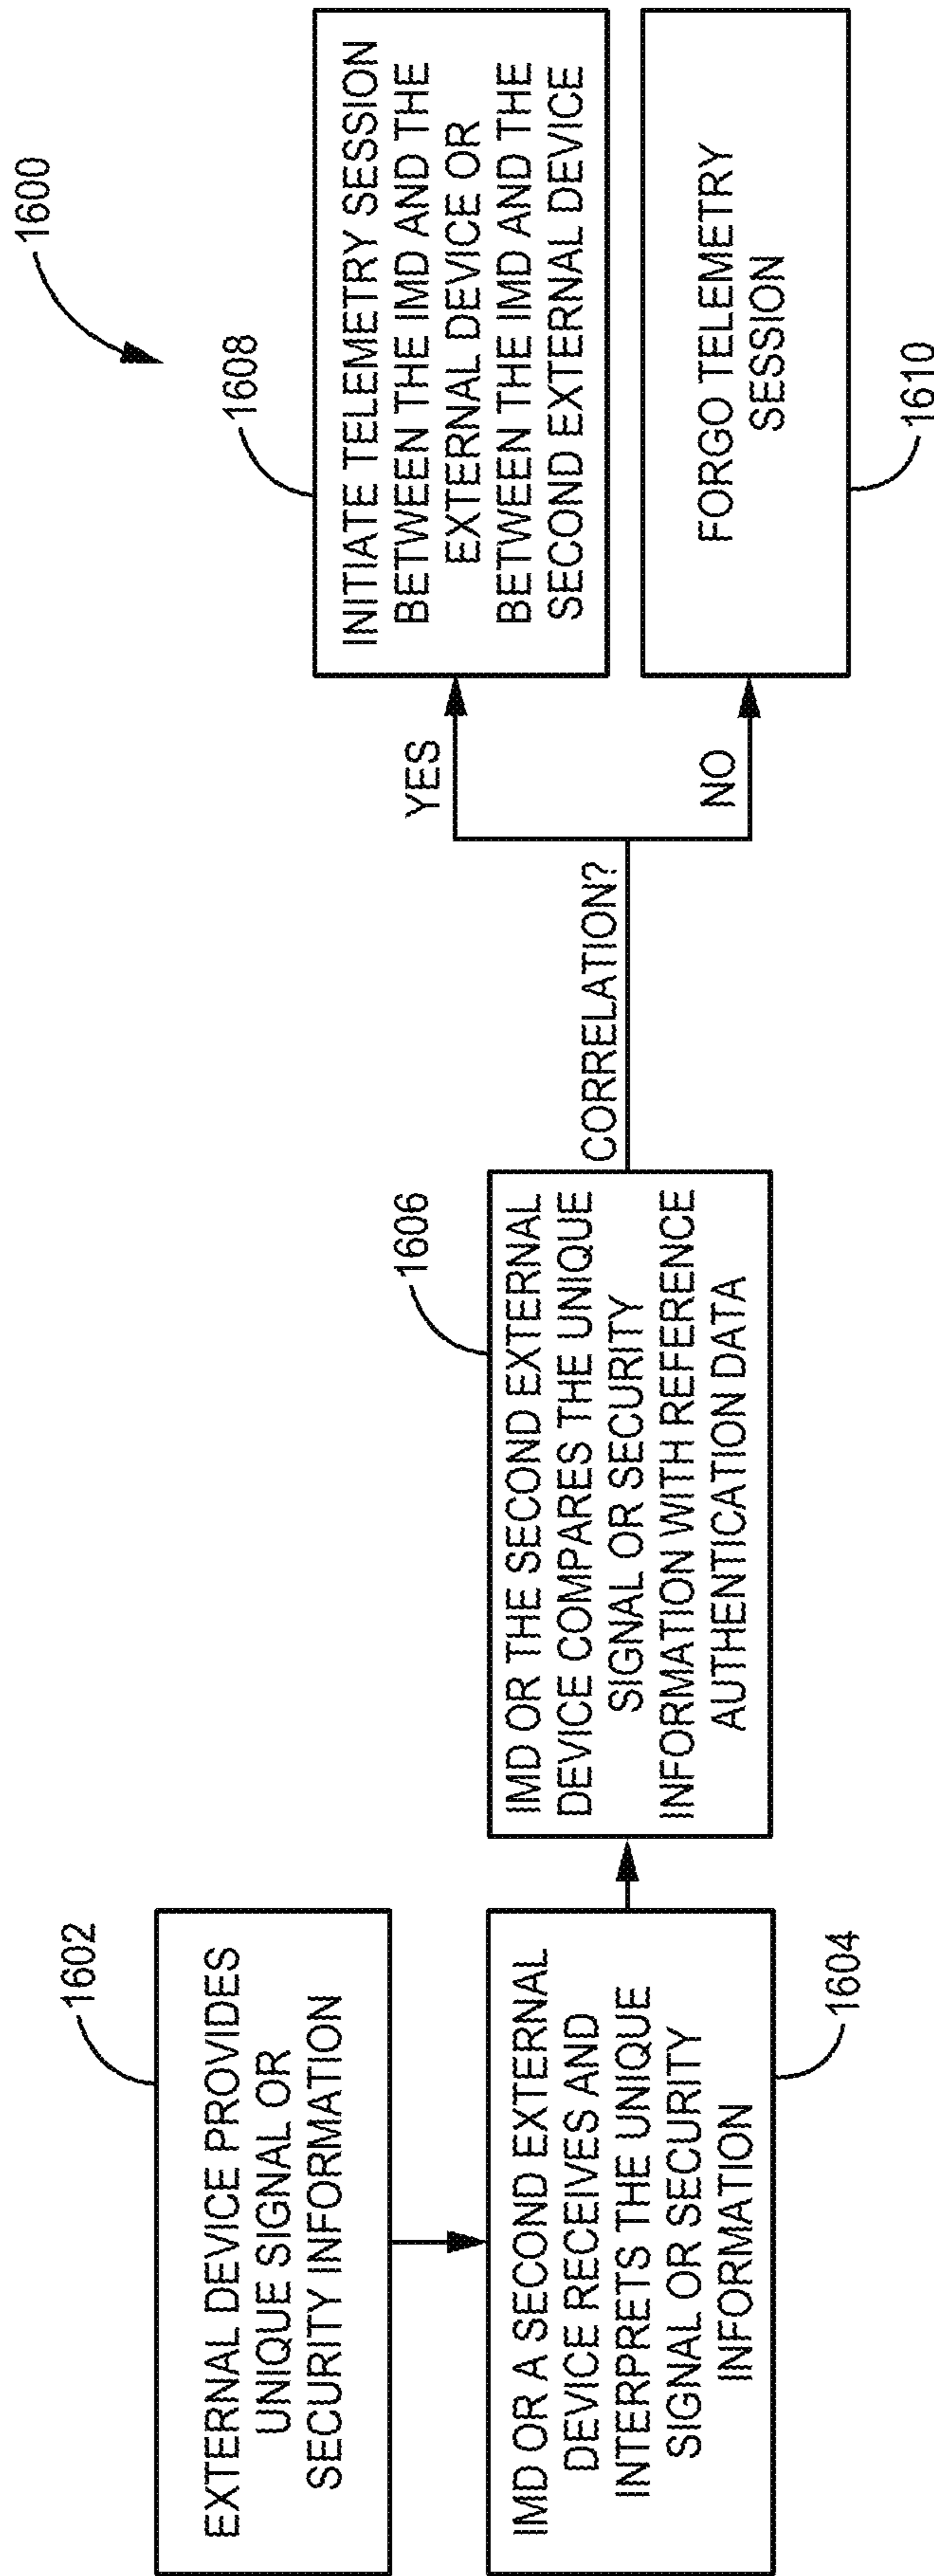 1600
1602
EXTERNAL DEVICE PROVIDES
UNIQUE SIGNAL OR
SECURITY INFORMATION
IMD OR A SECOND EXTERNAL
DEVICE RECEIVES AND
INTERPRETS THE UNIQUE
SIGNAL OR SECURITY
INFORMATION
1604
1606
IMD OR THE SECOND EXTERNAL
DEVICE COMPARES THE UNIQUE
SIGNAL OR SECURITY
INFORMATION WITH REFERENCE
AUTHENTICATION DATA
CORRELATION?
YES
NO
1608
INITIATE TELEMETRY SESSION
BETWEEN THE IMD AND THE
EXTERNAL DEVICE OR
BETWEEN THE IMD AND THE
SECOND EXTERNAL DEVICE
FORGO TELEMETRY
SESSION
1610